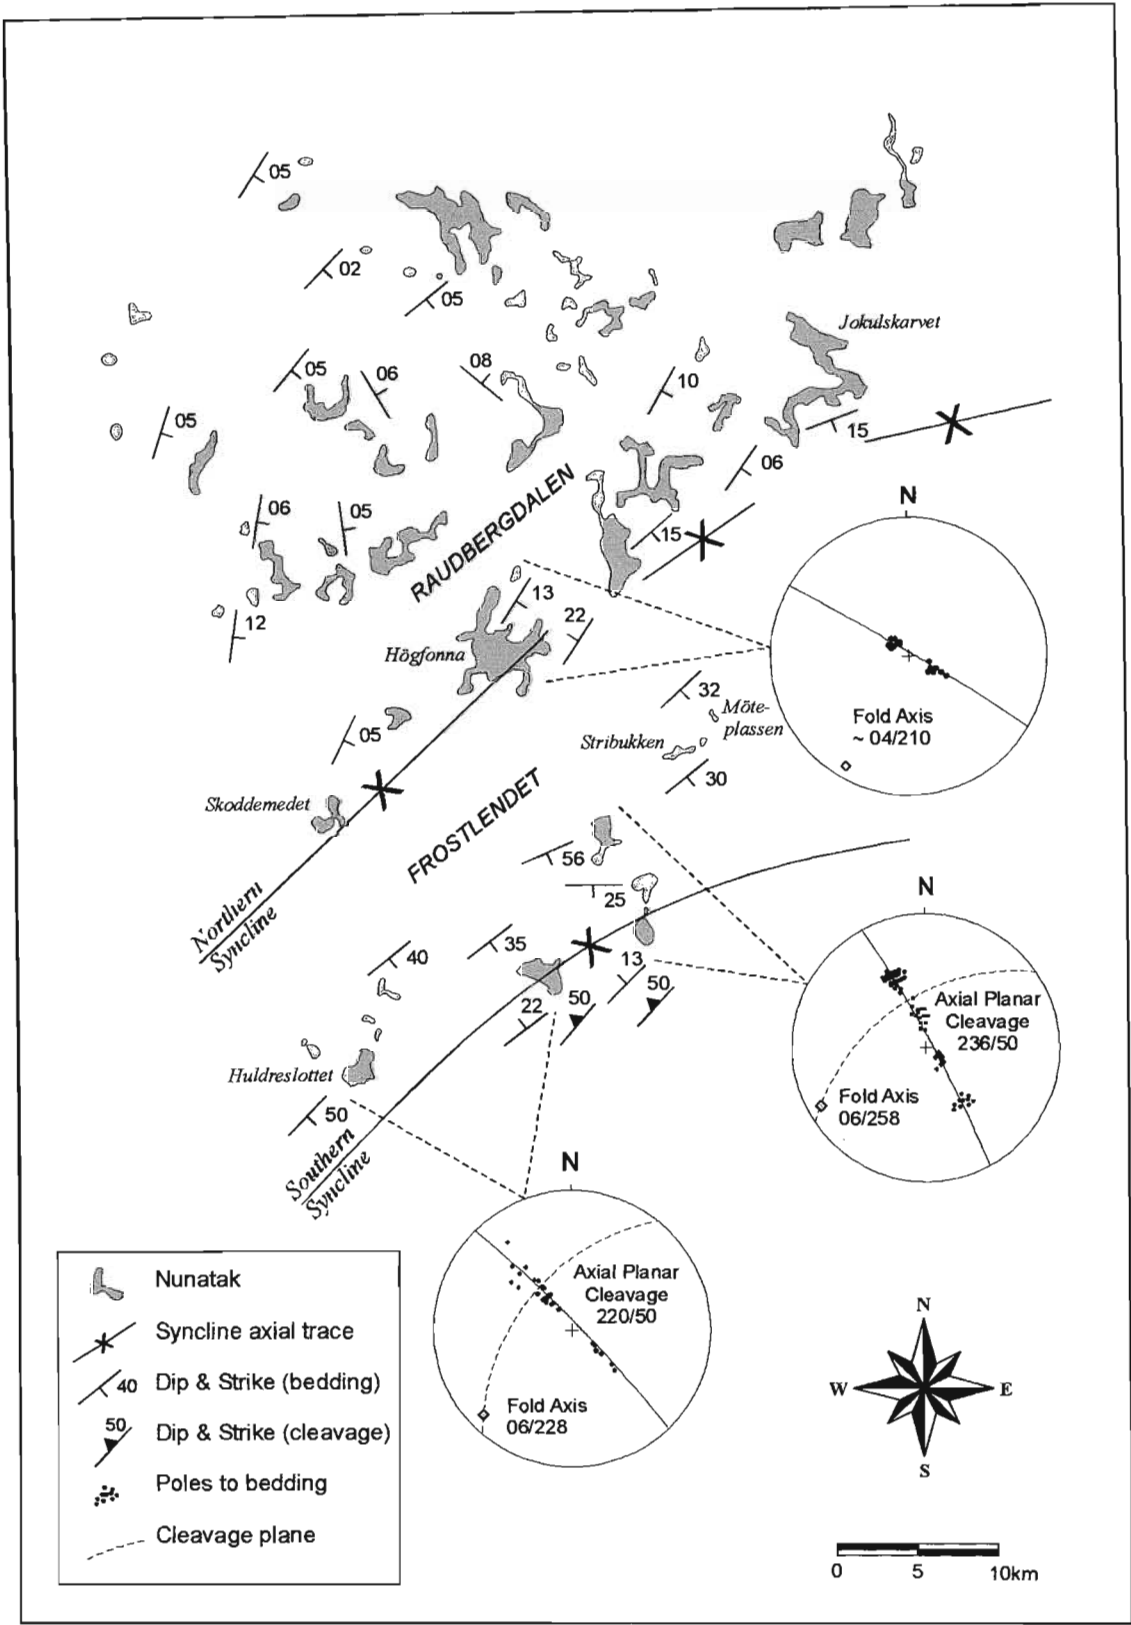 05
02
05
Jokulskarvet
05
06
08
10
05
15
06
06
05
15
N
RAUDBERGDALEN
13
22
12
Högfonna
32
Möte-
plassen
05
Stribukken
Fold Axis
~ 04/210
30
Skoddemedet
FROSTLENDET
56
25
N
Northern
Syncline
35
40
13
50
50
22
Axial Planar
Cleavage
236/50
Huldreslottet
Fold Axis
06/258
50
Southern
Syncline
N
Axial Planar
Cleavage
220/50
Fold Axis
06/228
Nunatak
Syncline axial trace
40 Dip & Strike (bedding)
50 Dip & Strike (cleavage)
Poles to bedding
Cleavage plane
N
W E
S
0 5 10km